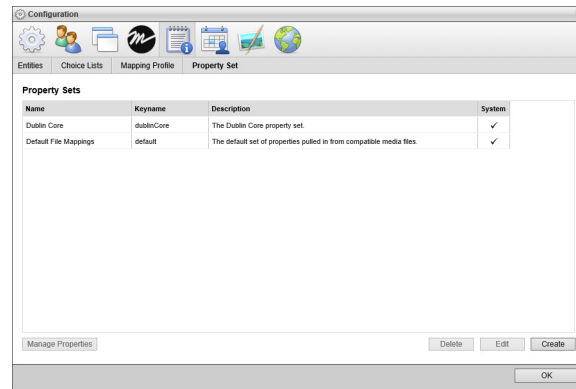 Configuration
Entities Choice Lists Mapping Profile Property Set
Property Sets
Name Keyname Description System
Dublin Core dublinCore The Dublin Core property set. ✓
Default File Mappings default The default set of properties pulled in from compatible media files. ✓
Manage Properties Delete Edit Create
OK